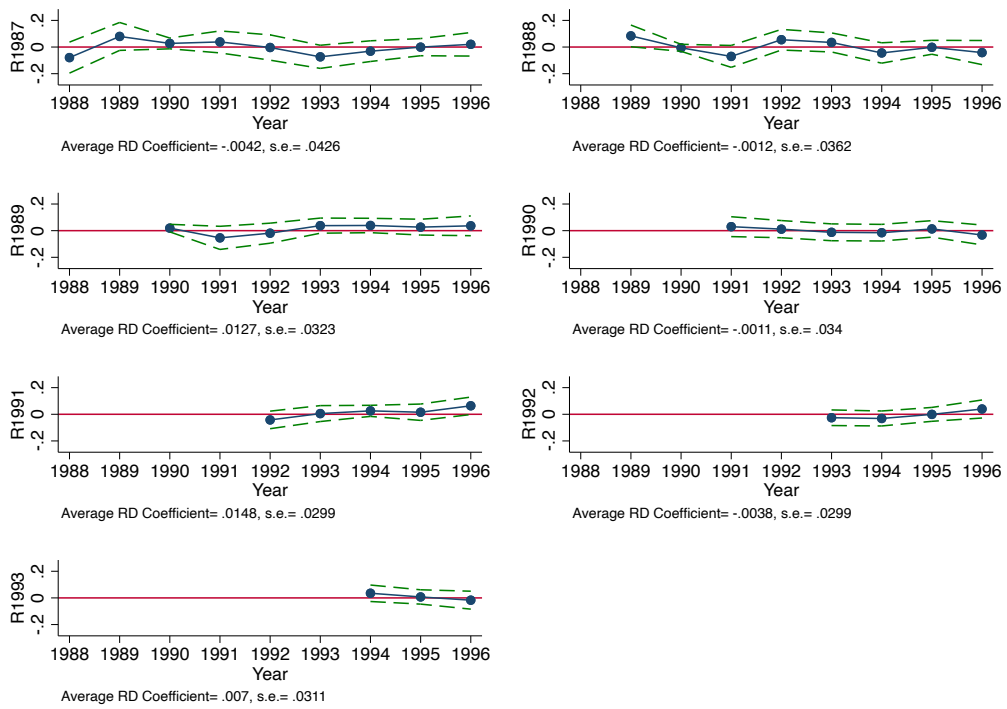 R1987
.2
0
-.2
1988 1989 1990 1991 1992 1993 1994 1995 1996
Year
Average RD Coefficient= -.0042, s.e.= .0426
R1988
.2
0
-.2
1988 1989 1990 1991 1992 1993 1994 1995 1996
Year
Average RD Coefficient= -.0012, s.e.= .0362
R1989
.2
0
-.2
1988 1989 1990 1991 1992 1993 1994 1995 1996
Year
Average RD Coefficient= .0127, s.e.= .0323
R1990
.2
0
-.2
1988 1989 1990 1991 1992 1993 1994 1995 1996
Year
Average RD Coefficient= -.0011, s.e.= .034
R1991
.2
0
-.2
1988 1989 1990 1991 1992 1993 1994 1995 1996
Year
Average RD Coefficient= .0148, s.e.= .0299
R1992
.2
0
-.2
1988 1989 1990 1991 1992 1993 1994 1995 1996
Year
Average RD Coefficient= -.0038, s.e.= .0299
R1993
.2
0
-.2
1988 1989 1990 1991 1992 1993 1994 1995 1996
Year
Average RD Coefficient= .007, s.e.= .0311